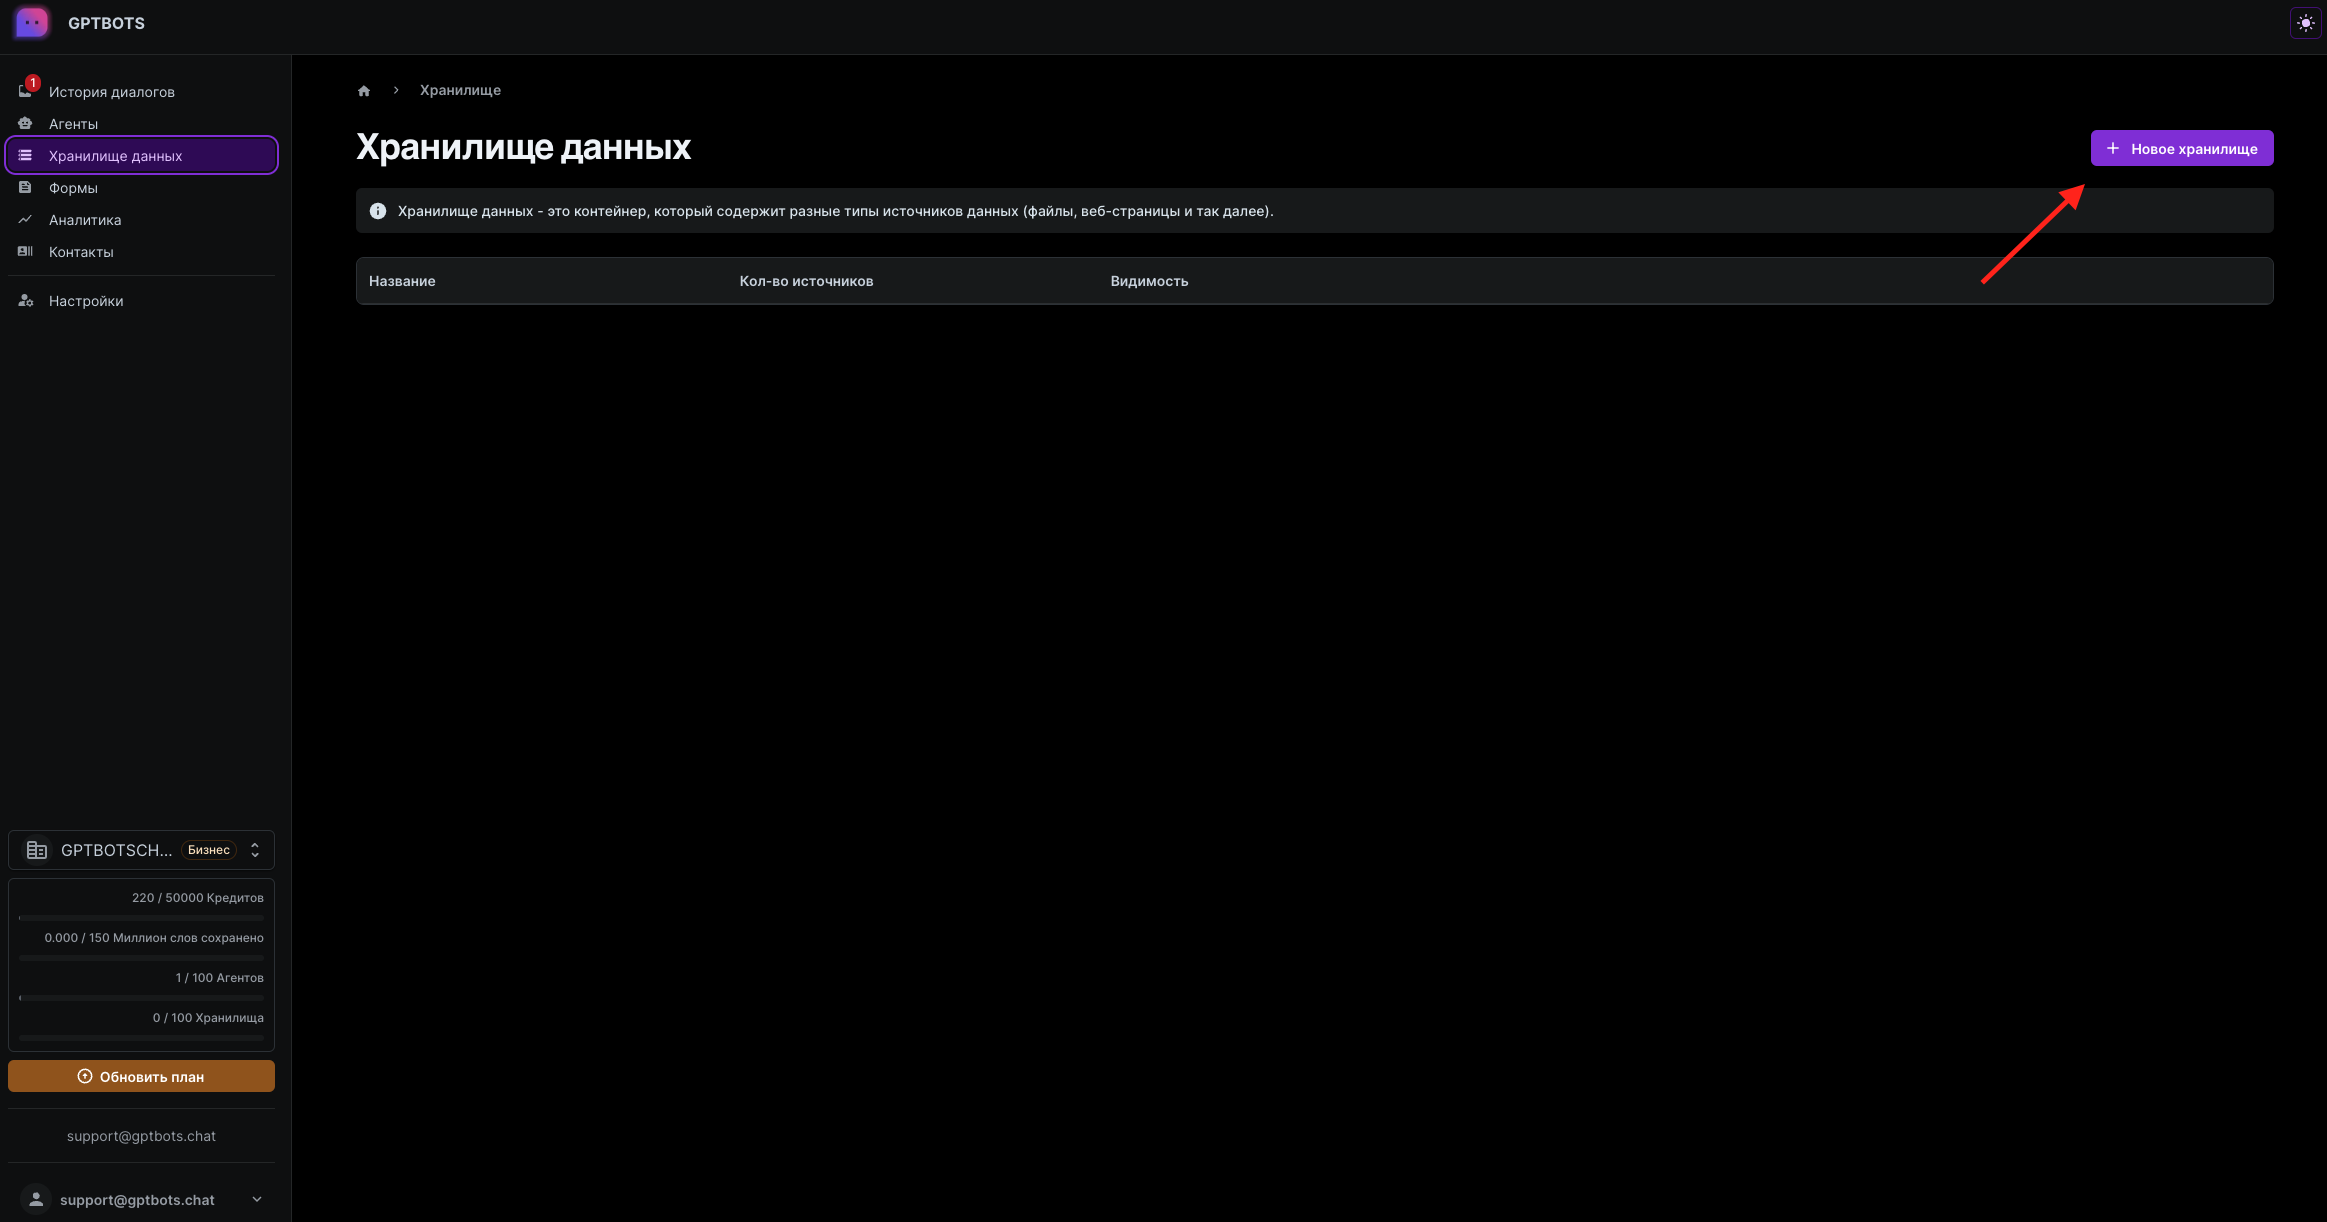 GPTBOTS
1
История диалогов
Агенты
Хранилище данных
Формы
Аналитика
Контакты
Настройки
GPTBOTSCH... Бизнес
220 / 50000 Кредитов
0.000 / 150 Миллион слов сохранено
1 / 100 Агентов
0 / 100 Хранилища
Обновить план
support@gptbots.chat
support@gptbots.chat
Хранилище
Хранилище данных
Новое хранилище
Хранилище данных - это контейнер, который содержит разные типы источников данных (файлы, веб-страницы и так далее).
Название Кол-во источников Видимость